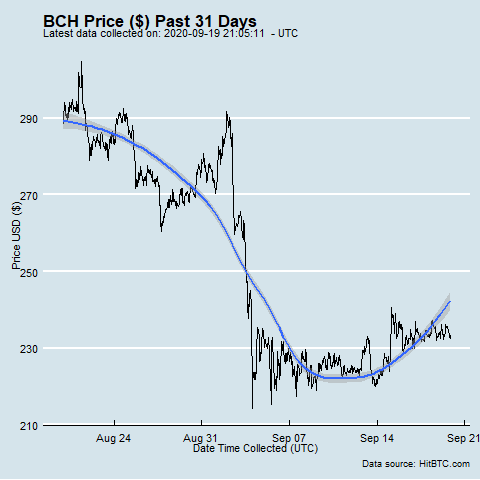 BCH Price ($) Past 31 Days
Latest data collected on: 2020-09-19 21:05:11  - UTC
Price USD ($)
290
270
250
230
210
Aug 24
Aug 31
Sep 07
Sep 14
Sep 21
Date Time Collected (UTC)
Data source: HitBTC.com